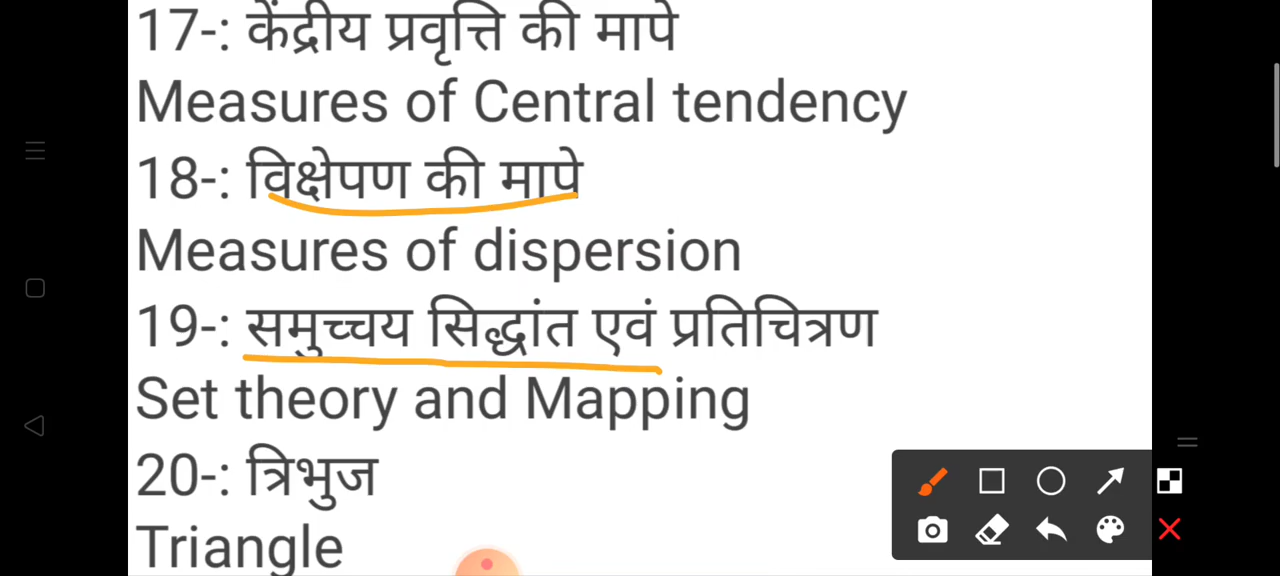 17-: केंद्रीय प्रवृत्ति की मापे
Measures of Central tendency
18-: विक्षेपण की मापे
Measures of dispersion
19-: समुच्चय सिद्धांत एवं प्रतिचित्रण
Set theory and Mapping
20-: त्रिभुज
Triangle